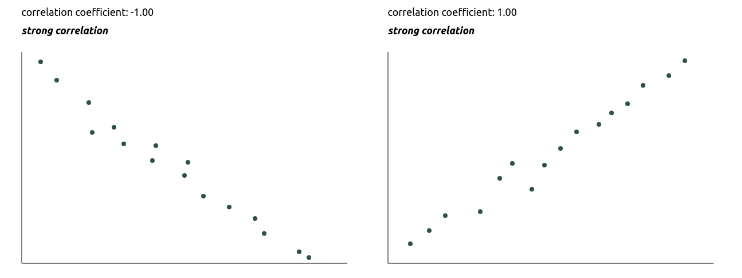 correlation coefficient: -1.00
strong correlation
correlation coefficient: 1.00
strong correlation